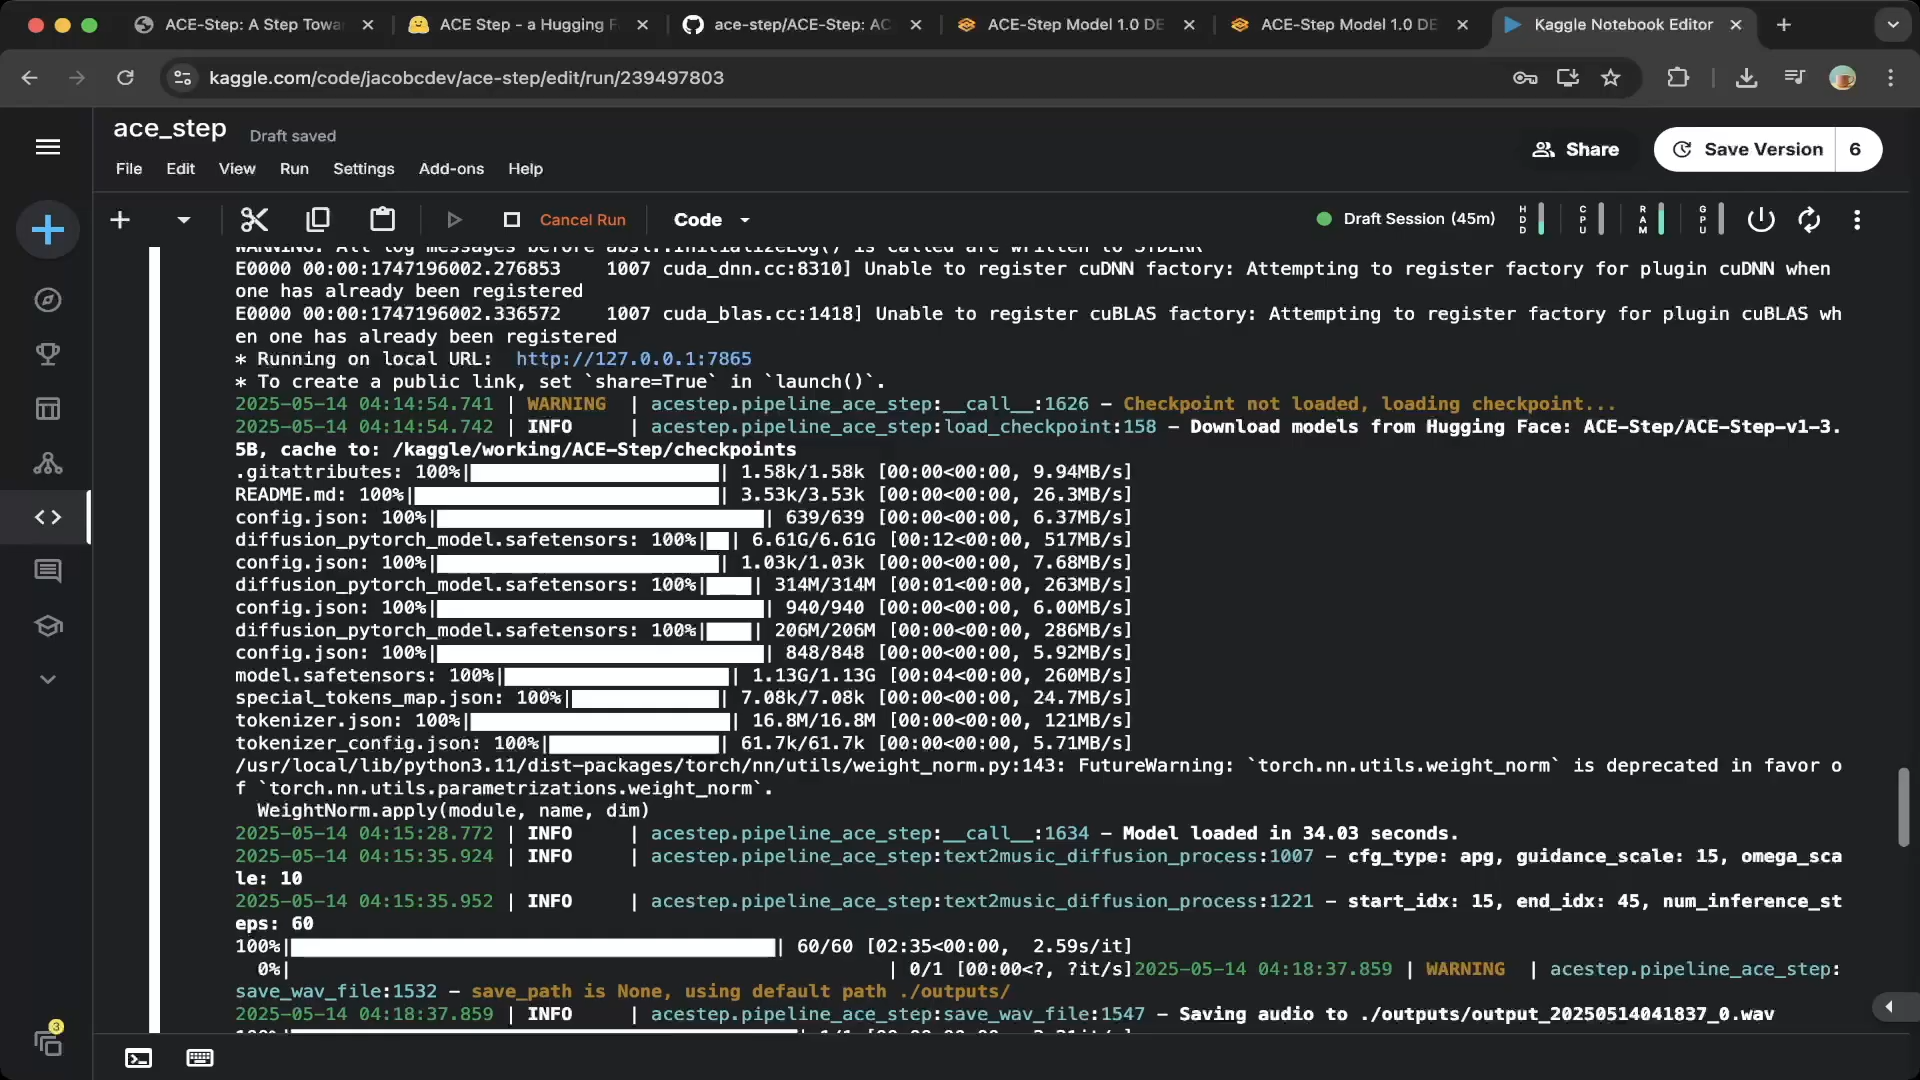 ACE-Step: A Step Towa
ACE Step - a Hugging F
ace-step/ACE-Step: AC
ACE-Step Model 1.0 DE
ACE-Step Model 1.0 DE
Kaggle Notebook Editor
kaggle.com/code/jacobcdev/ace-step/edit/run/239497803
ace_step
Draft saved
Share
Save Version
6
File Edit View Run Settings Add-ons Help
Cancel Run
Code
Draft Session (45m)
HDD
CPU
RAM
GPU
WARNING: All log messages before absl::InitializeLog() is called are written to STDERR
E0000 00:00:1747196002.276853    1007 cuda_dnn.cc:8310] Unable to register cuDNN factory: Attempting to register factory for plugin cuDNN when
one has already been registered
E0000 00:00:1747196002.336572    1007 cuda_blas.cc:1418] Unable to register cuBLAS factory: Attempting to register factory for plugin cuBLAS wh
en one has already been registered
* Running on local URL:  http://127.0.0.1:7865
* To create a public link, set `share=True` in `launch()`.
2025-05-14 04:14:54.741 | WARNING  | acestep.pipeline_ace_step:__call__:1626 – Checkpoint not loaded, loading checkpoint...
2025-05-14 04:14:54.742 | INFO     | acestep.pipeline_ace_step:load_checkpoint:158 – Download models from Hugging Face: ACE-Step/ACE-Step-v1-3.
5B, cache to: /kaggle/working/ACE-Step/checkpoints
.gitattributes: 100%| | 1.58k/1.58k [00:00<00:00, 9.94MB/s]
README.md: 100%| | 3.53k/3.53k [00:00<00:00, 26.3MB/s]
config.json: 100%| | 639/639 [00:00<00:00, 6.37MB/s]
diffusion_pytorch_model.safetensors: 100%| | 6.61G/6.61G [00:12<00:00, 517MB/s]
config.json: 100%| | 1.03k/1.03k [00:00<00:00, 7.68MB/s]
diffusion_pytorch_model.safetensors: 100%| | 314M/314M [00:01<00:00, 263MB/s]
config.json: 100%| | 940/940 [00:00<00:00, 6.00MB/s]
diffusion_pytorch_model.safetensors: 100%| | 206M/206M [00:00<00:00, 286MB/s]
config.json: 100%| | 848/848 [00:00<00:00, 5.92MB/s]
model.safetensors: 100%| | 1.13G/1.13G [00:04<00:00, 260MB/s]
special_tokens_map.json: 100%| | 7.08k/7.08k [00:00<00:00, 24.7MB/s]
tokenizer.json: 100%| | 16.8M/16.8M [00:00<00:00, 121MB/s]
tokenizer_config.json: 100%| | 61.7k/61.7k [00:00<00:00, 5.71MB/s]
/usr/local/lib/python3.11/dist-packages/torch/nn/utils/weight_norm.py:143: FutureWarning: `torch.nn.utils.weight_norm` is deprecated in favor o
f `torch.nn.utils.parametrizations.weight_norm`.
WeightNorm.apply(module, name, dim)
2025-05-14 04:15:28.772 | INFO     | acestep.pipeline_ace_step:__call__:1634 – Model loaded in 34.03 seconds.
2025-05-14 04:15:35.924 | INFO     | acestep.pipeline_ace_step:text2music_diffusion_process:1007 – cfg_type: apg, guidance_scale: 15, omega_sca
le: 10
2025-05-14 04:15:35.952 | INFO     | acestep.pipeline_ace_step:text2music_diffusion_process:1221 – start_idx: 15, end_idx: 45, num_inference_st
eps: 60
100%| | 60/60 [02:35<00:00,  2.59s/it]
0%| | 0/1 [00:00<?, ?it/s]2025-05-14 04:18:37.859 | WARNING  | acestep.pipeline_ace_step:
save_wav_file:1532 – save_path is None, using default path ./outputs/
2025-05-14 04:18:37.859 | INFO     | acestep.pipeline_ace_step:save_wav_file:1547 – Saving audio to ./outputs/output_20250514041837_0.wav
3